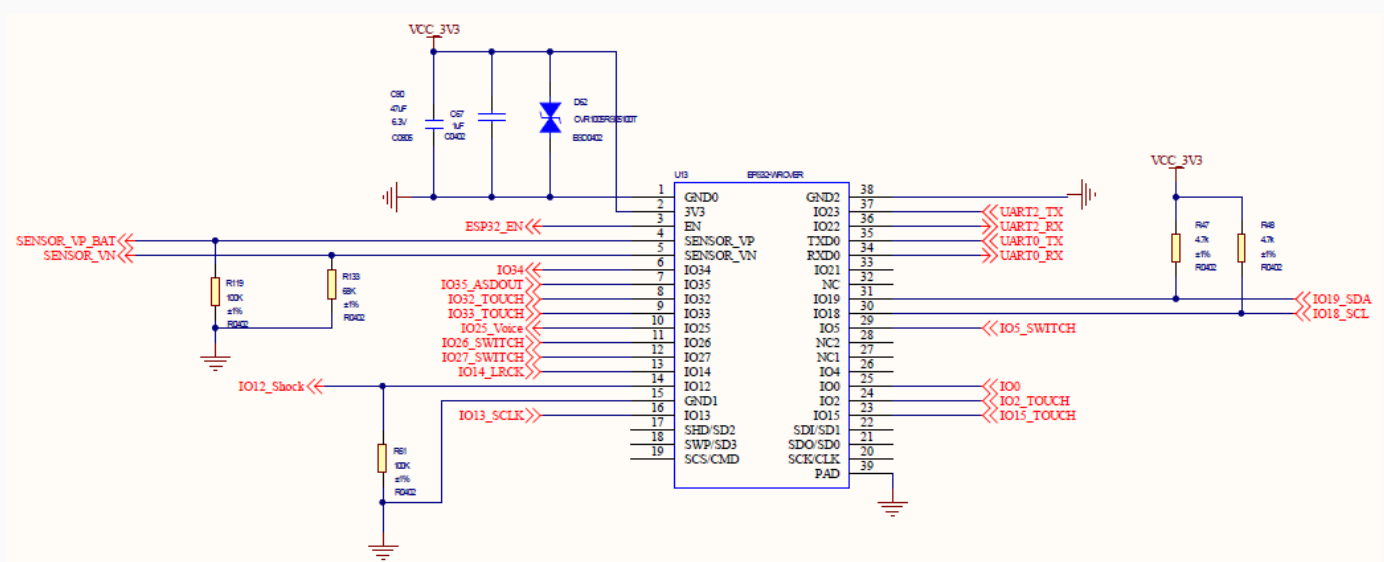 VCC_3V3
C90
47UF
6.3V
C0805
C67
1uF
C0402
D62
ESD0402
U13
EPS32-WROVER
VCC_3V3
R47
4.7k
±1%
R0402
R48
4.7k
±1%
R0402
1 GND0 GND2 38
2 3V3 IO23 37 UART2_TX
ESP32_EN 3 EN IO22 36 UART2_RX
SENSOR_VP_BAT 4 SENSOR_VP TXD0 35 UART0_TX
SENSOR_VN 5 SENSOR_VN RXD0 34 UART0_RX
IO34 6 IO34 IO21 33
IO35_ASDOUT 7 IO35 NC 32
IO32_TOUCH 8 IO32 IO19 31 IO19_SDA
IO33_TOUCH 9 IO33 IO18 30 IO18_SCL
IO25_Voice 10 IO25 IO5 29 IO5_SWITCH
IO26_SWITCH 11 IO26 NC2 28
IO27_SWITCH 12 IO27 NC1 27
IO14_LRCK 13 IO14 IO4 26
IO12_Shock 14 IO12 IO0 25 IO0
15 GND1 IO2 24 IO2_TOUCH
IO13_SCLK 16 IO13 IO15 23 IO15_TOUCH
17 SHD/SD2 SDI/SD1 22
18 SWP/SD3 SDO/SD0 21
19 SCS/CMD SCK/CLK 20
PAD 39
R119
100K
±1%
R0402
R133
68K
±1%
R0402
R61
100K
±1%
R0402